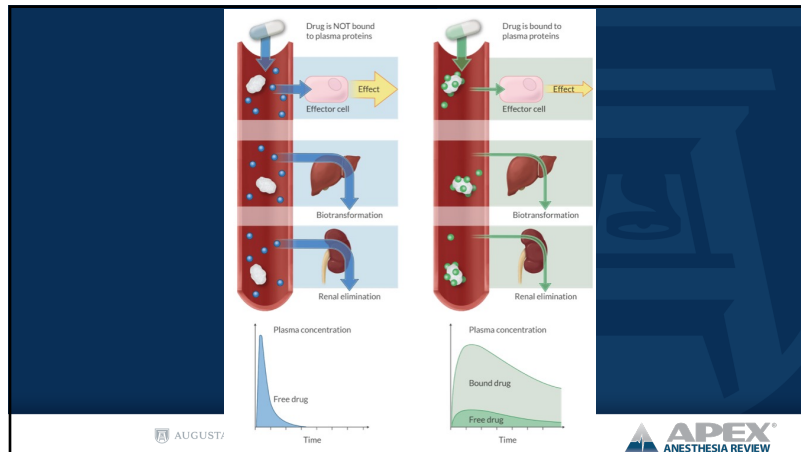 Drug is NOT bound
to plasma proteins
Effect
Effector cell
Biotransformation
Renal elimination
Plasma concentration
Free drug
Time
Drug is bound to
plasma proteins
Effect
Effector cell
Biotransformation
Renal elimination
Plasma concentration
Bound drug
Free drug
Time
AUGUSTA
APEX®
ANESTHESIA REVIEW